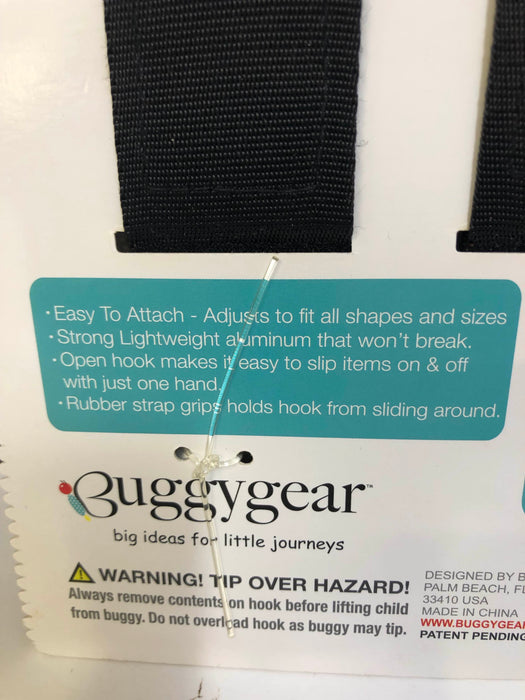 · Easy To Attach - Adjusts to fit all shapes and sizes
· Strong Lightweight aluminum that won't break.
· Open hook makes it easy to slip items on & off
with just one hand.
· Rubber strap grips holds hook from sliding around.
Buggygear™
big ideas for little journeys
WARNING! TIP OVER HAZARD!
Always remove contents on hook before lifting child
from buggy. Do not overload hook as buggy may tip.
DESIGNED BY B
PALM BEACH, FL
33410 USA
MADE IN CHINA
WWW.BUGGYGEA
PATENT PENDING